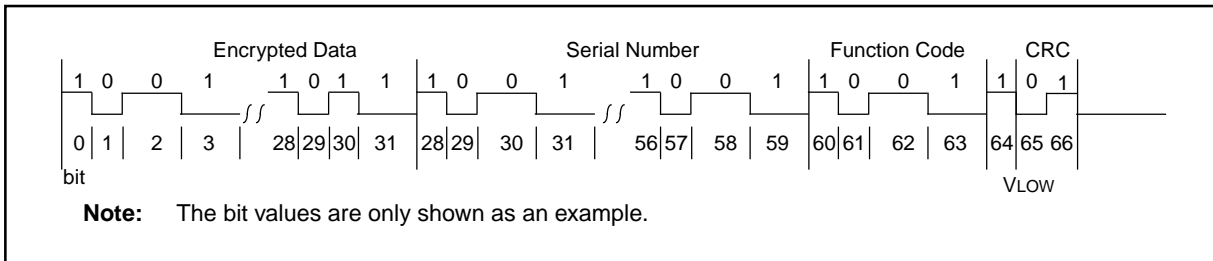 Encrypted Data Serial Number Function Code CRC
1 0 0 1 1 0 1 1 1 0 0 1 1 0 0 1 1 0 0 1 1 0 1
0 1 2 3 28 29 30 31 28 29 30 31 56 57 58 59 60 61 62 63 64 65 66
bit
VLOW
Note: The bit values are only shown as an example.